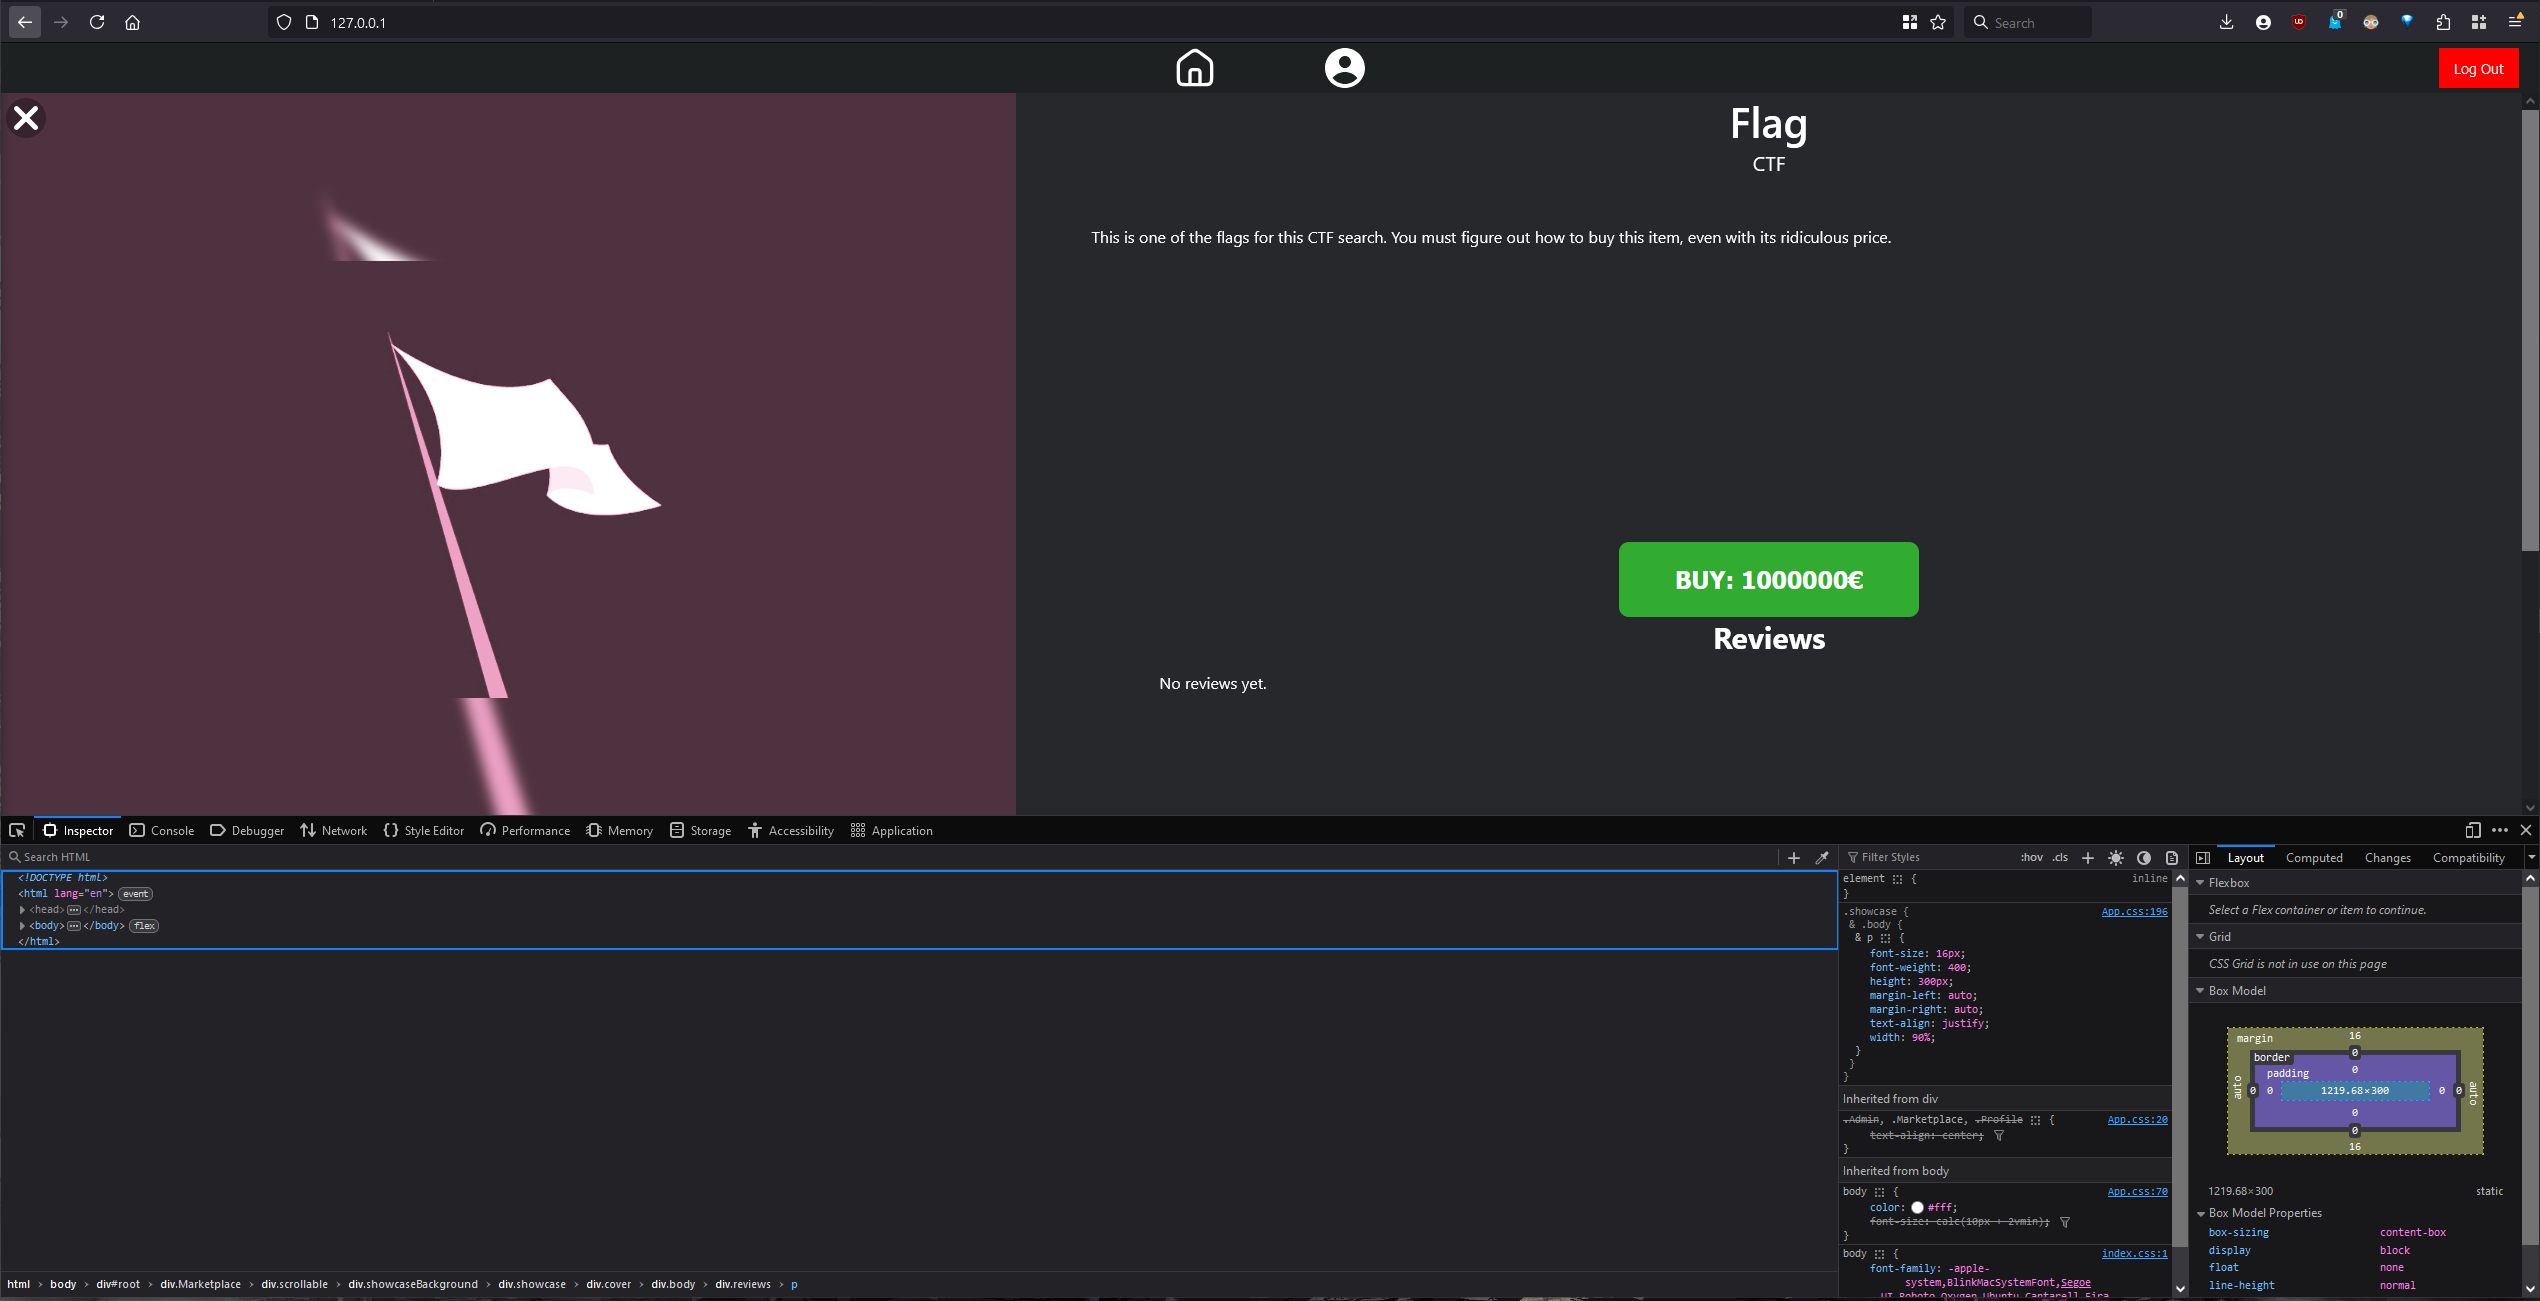 127.0.0.1
Search
0
Log Out
Flag
CTF
This is one of the flags for this CTF search. You must figure out how to buy this item, even with its ridiculous price.
BUY: 1000000€
Reviews
No reviews yet.
Inspector
Console
Debugger
Network
Style Editor
Performance
Memory
Storage
Accessibility
Application
Search HTML
<!DOCTYPE html>
<html lang="en"> event
<head> ••• </head>
<body> ••• </body> flex
</html>
html › body › div#root › div.Marketplace › div.scrollable › div.showcaseBackground › div.showcase › div.cover › div.body › div.reviews › p
Filter Styles
:hov .cls
element {
inline
}
.showcase {
App.css:196
& .body {
& p {
font-size: 16px;
font-weight: 400;
height: 300px;
margin-left: auto;
margin-right: auto;
text-align: justify;
width: 90%;
}
}
}
Inherited from div
.Admin, .Marketplace, .Profile {
App.css:20
text-align: center;
}
Inherited from body
body {
App.css:70
color: #fff;
font-size: calc(10px + 2vmin);
}
body {
index.css:1
font-family: -apple-
system,BlinkMacSystemFont,Segoe
UI,Roboto,Oxygen,Ubuntu,Cantarell,Fira
Layout
Computed
Changes
Compatibility
Flexbox
Select a Flex container or item to continue.
Grid
CSS Grid is not in use on this page
Box Model
margin
16
border
0
padding
0
auto
0
0
1219.68×300
0
0
auto
0
0
16
1219.68×300
static
Box Model Properties
box-sizing
content-box
display
block
float
none
line-height
normal